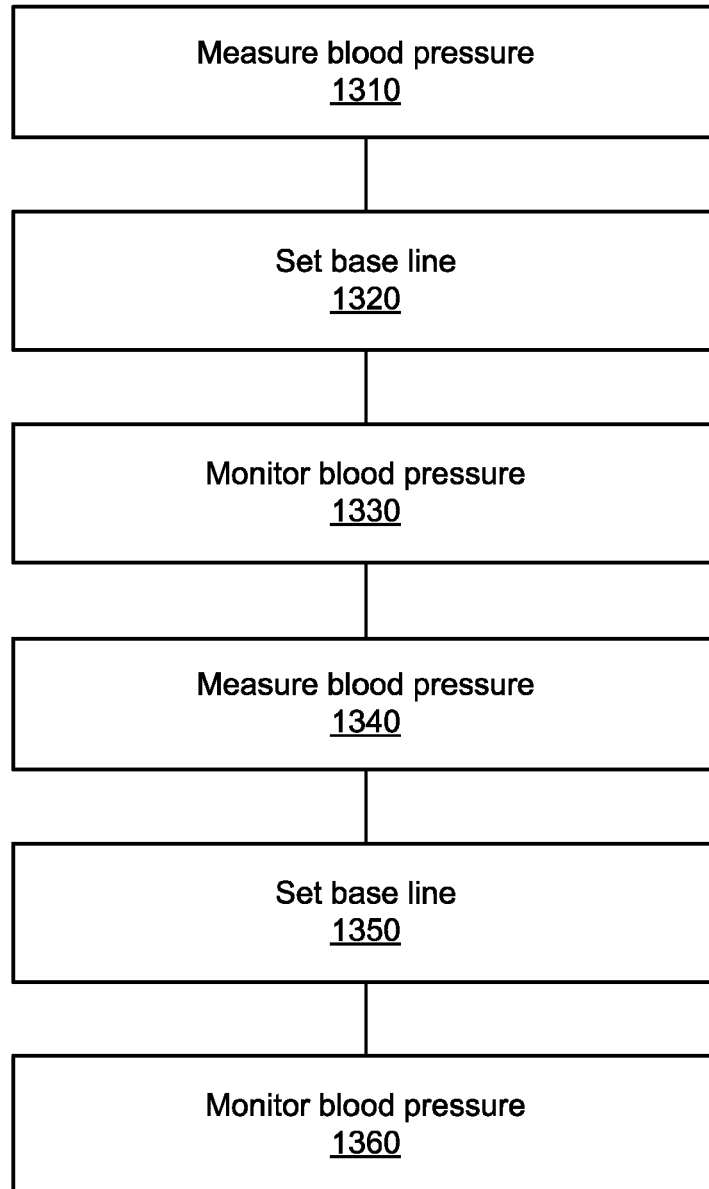 Measure blood pressure
1310
Set base line
1320
Monitor blood pressure
1330
Measure blood pressure
1340
Set base line
1350
Monitor blood pressure
1360